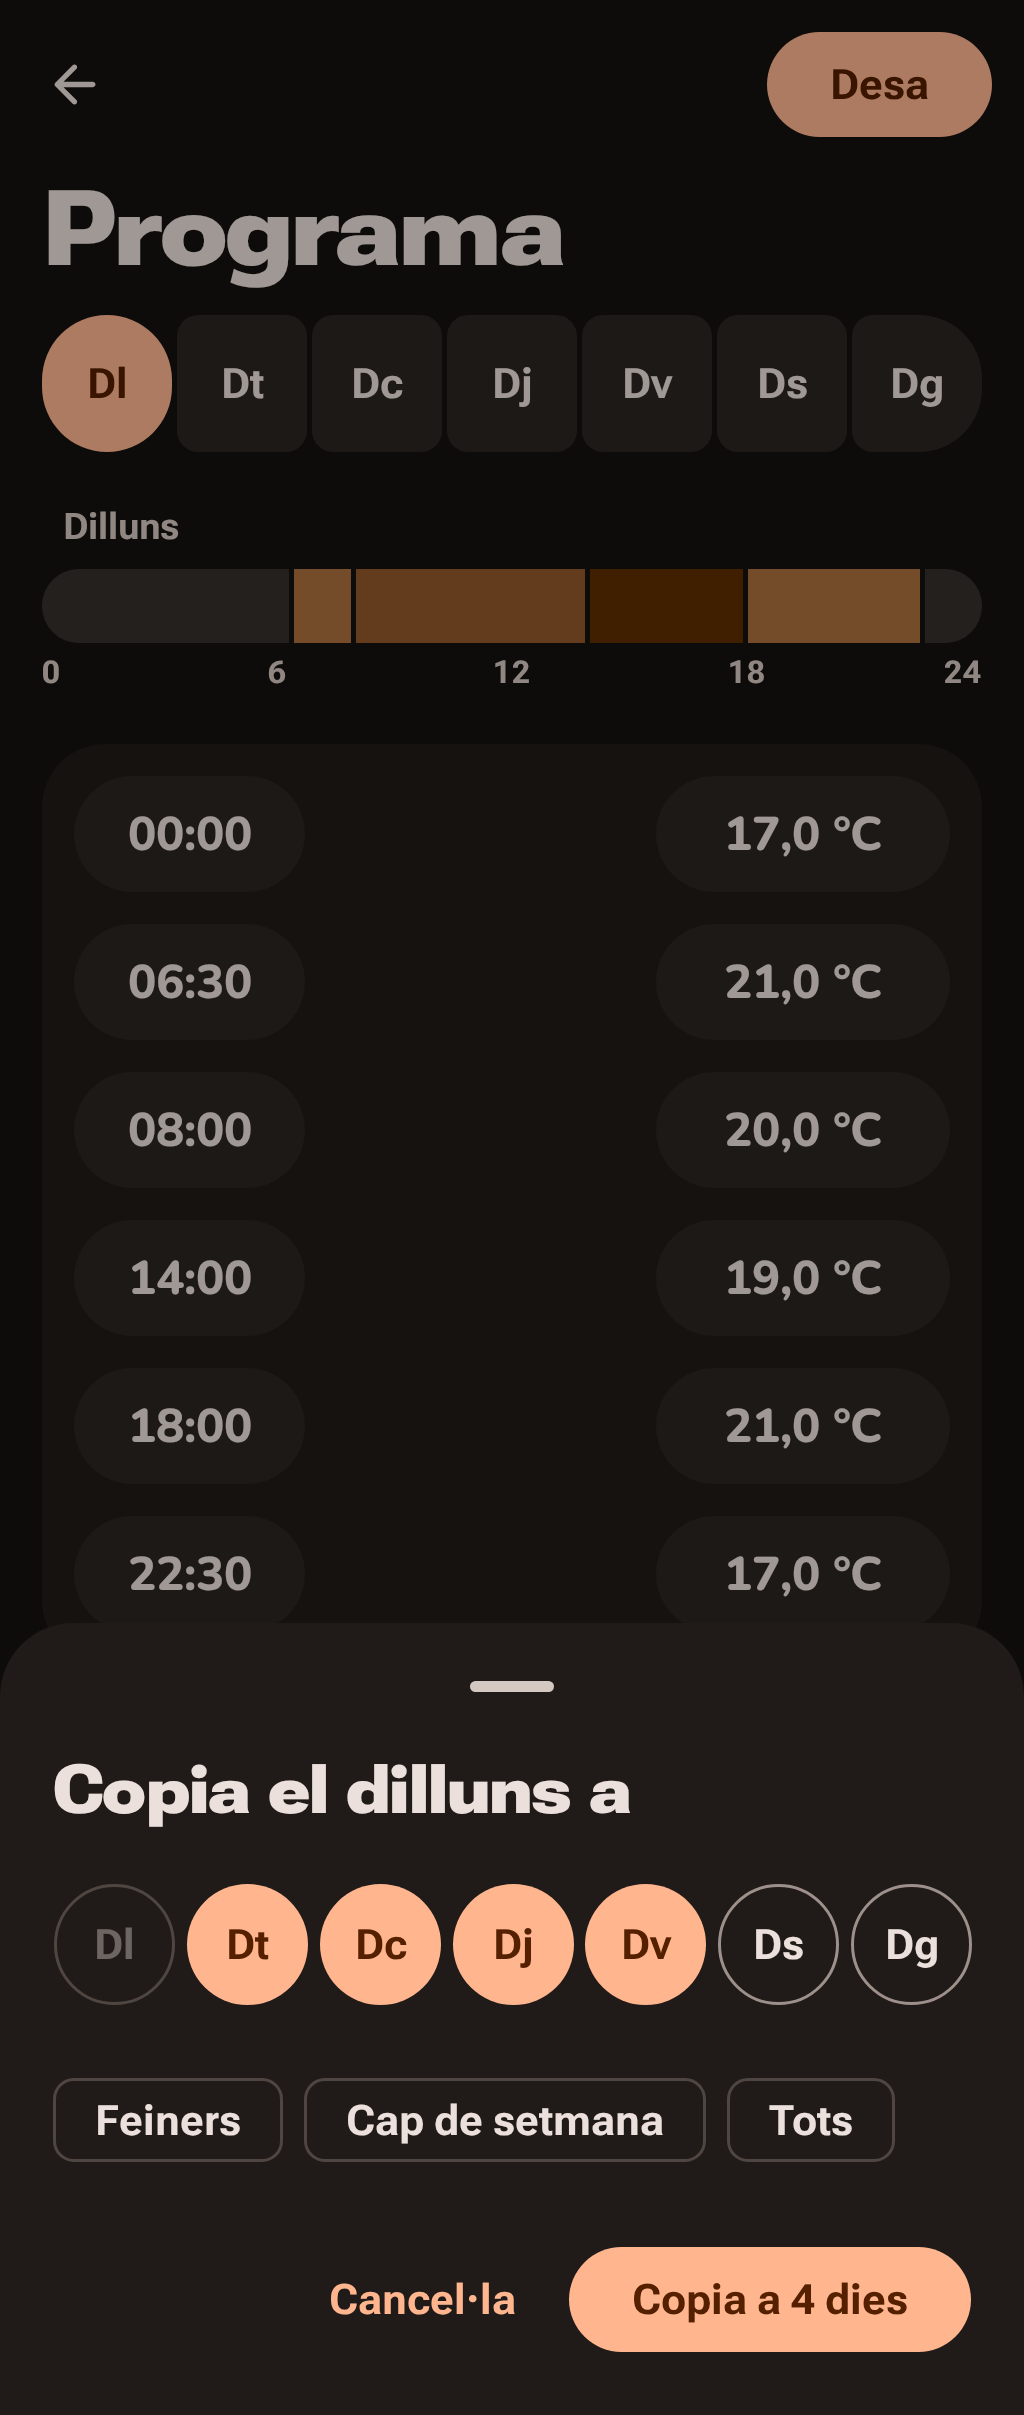 Desa
Programa
Dl Dt Dc Dj Dv Ds Dg
Dilluns
0 6 12 18 24
00:00 17,0 °C
06:30 21,0 °C
08:00 20,0 °C
14:00 19,0 °C
18:00 21,0 °C
22:30 17,0 °C
Copia el dilluns a
Dl Dt Dc Dj Dv Ds Dg
Feiners Cap de setmana Tots
Cancel·la Copia a 4 dies